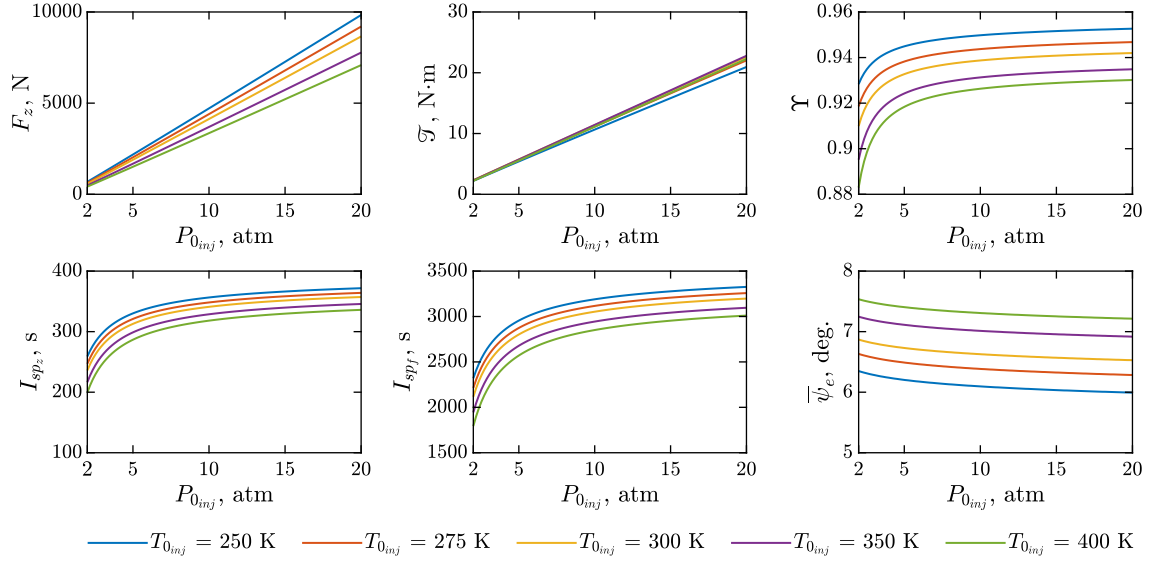 10000
5000
0
F_z, N
2 5 10 15 20
P_{0_{inj}}, atm
30
20
10
0
𝒯, N·m
2 5 10 15 20
P_{0_{inj}}, atm
0.96
0.94
0.92
0.9
0.88
ϒ
2 5 10 15 20
P_{0_{inj}}, atm
400
300
200
100
I_{sp_z}, s
2 5 10 15 20
P_{0_{inj}}, atm
3500
3000
2500
2000
1500
I_{sp_f}, s
2 5 10 15 20
P_{0_{inj}}, atm
8
7
6
5
\overline{ψ}_e, deg.
2 5 10 15 20
P_{0_{inj}}, atm
T_{0_{inj}} = 250 K T_{0_{inj}} = 275 K T_{0_{inj}} = 300 K T_{0_{inj}} = 350 K T_{0_{inj}} = 400 K